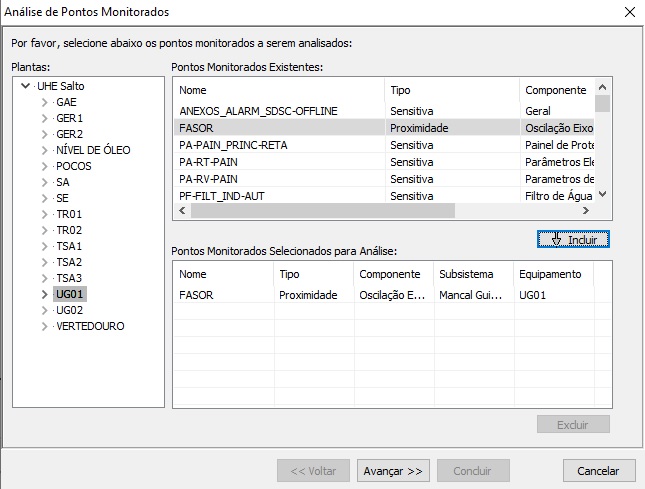 Análise de Pontos Monitorados
Por favor, selecione abaixo os pontos monitorados a serem analisados:
Plantas:
UHE Salto
GAE
GER1
GER2
NÍVEL DE ÓLEO
POCOS
SA
SE
TR01
TR02
TSA1
TSA2
TSA3
UG01
UG02
VERTEDOURO
Pontos Monitorados Existentes:
Nome Tipo Componente
ANEXOS_ALARM_SDSC-OFFLINE Sensitiva Geral
FASOR Proximidade Oscilação Eixo
PA-PAIN_PRINC-RETA Sensitiva Painel de Prote
PA-RT-PAIN Sensitiva Parâmetros Ele
PA-RV-PAIN Sensitiva Parametros de
PF-FILT_IND-AUT Sensitiva Filtro de Água
Incluir
Pontos Monitorados Selecionados para Análise:
Nome Tipo Componente Subsistema Equipamento
FASOR Proximidade Oscilação E... Mancal Gui... UG01
Excluir
<< Voltar Avançar >> Concluir Cancelar